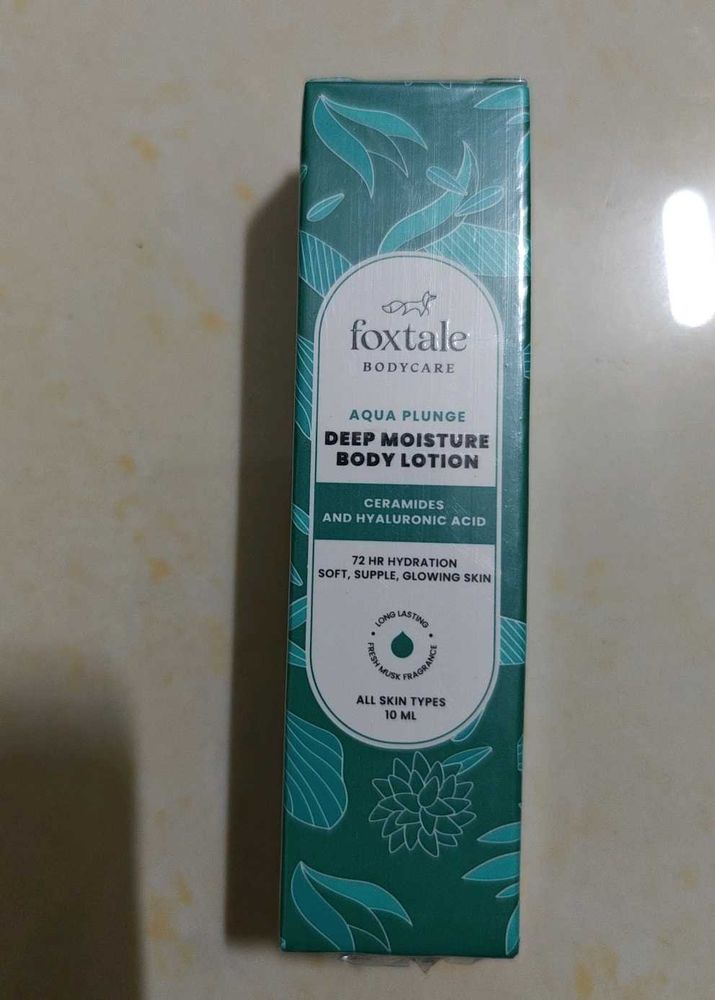 foxtale
BODYCARE
AQUA PLUNGE
DEEP MOISTURE
BODY LOTION
CERAMIDES
AND HYALURONIC ACID
72 HR HYDRATION
SOFT, SUPPLE, GLOWING SKIN
• LONG LASTING •
FRESH MUSK FRAGRANCE
ALL SKIN TYPES
10 ML